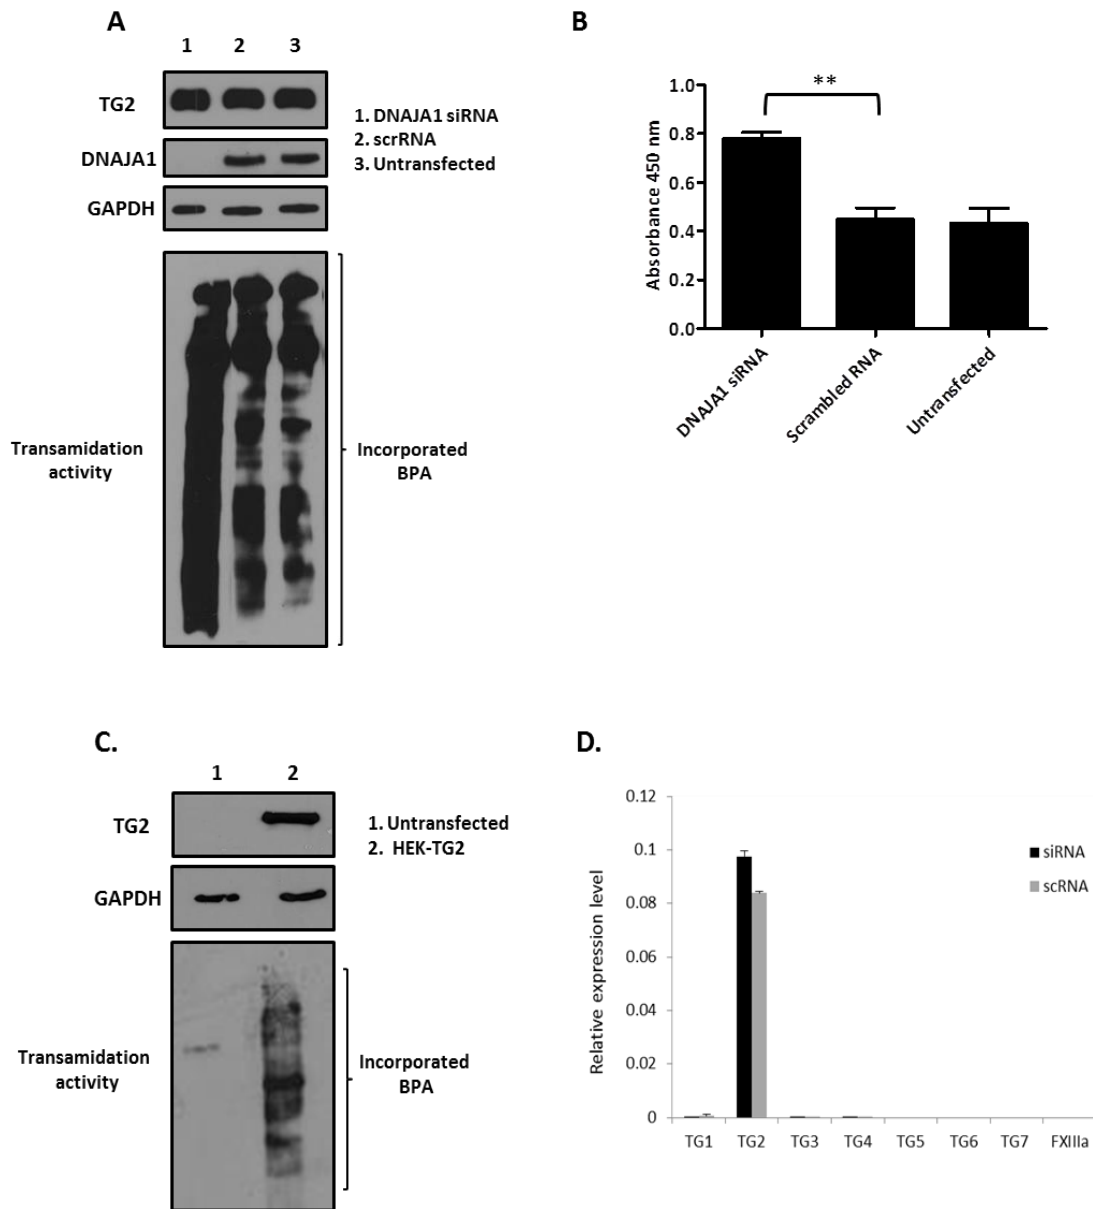 A
1 2 3
TG2
DNAJA1
GAPDH
1. DNAJA1 siRNA
2. scrRNA
3. Untransfected
Transamidation
activity
Incorporated
BPA
B
**
Absorbance 450 nm
1.0
0.8
0.6
0.4
0.2
0.0
DNAJA1 siRNA
Scrambled RNA
Untransfected
C.
1 2
TG2
GAPDH
1. Untransfected
2. HEK-TG2
Transamidation
activity
Incorporated
BPA
D.
Relative expression level
0.12
0.1
0.08
0.06
0.04
0.02
0
TG1 TG2 TG3 TG4 TG5 TG6 TG7 FXIIIa
siRNA
scRNA